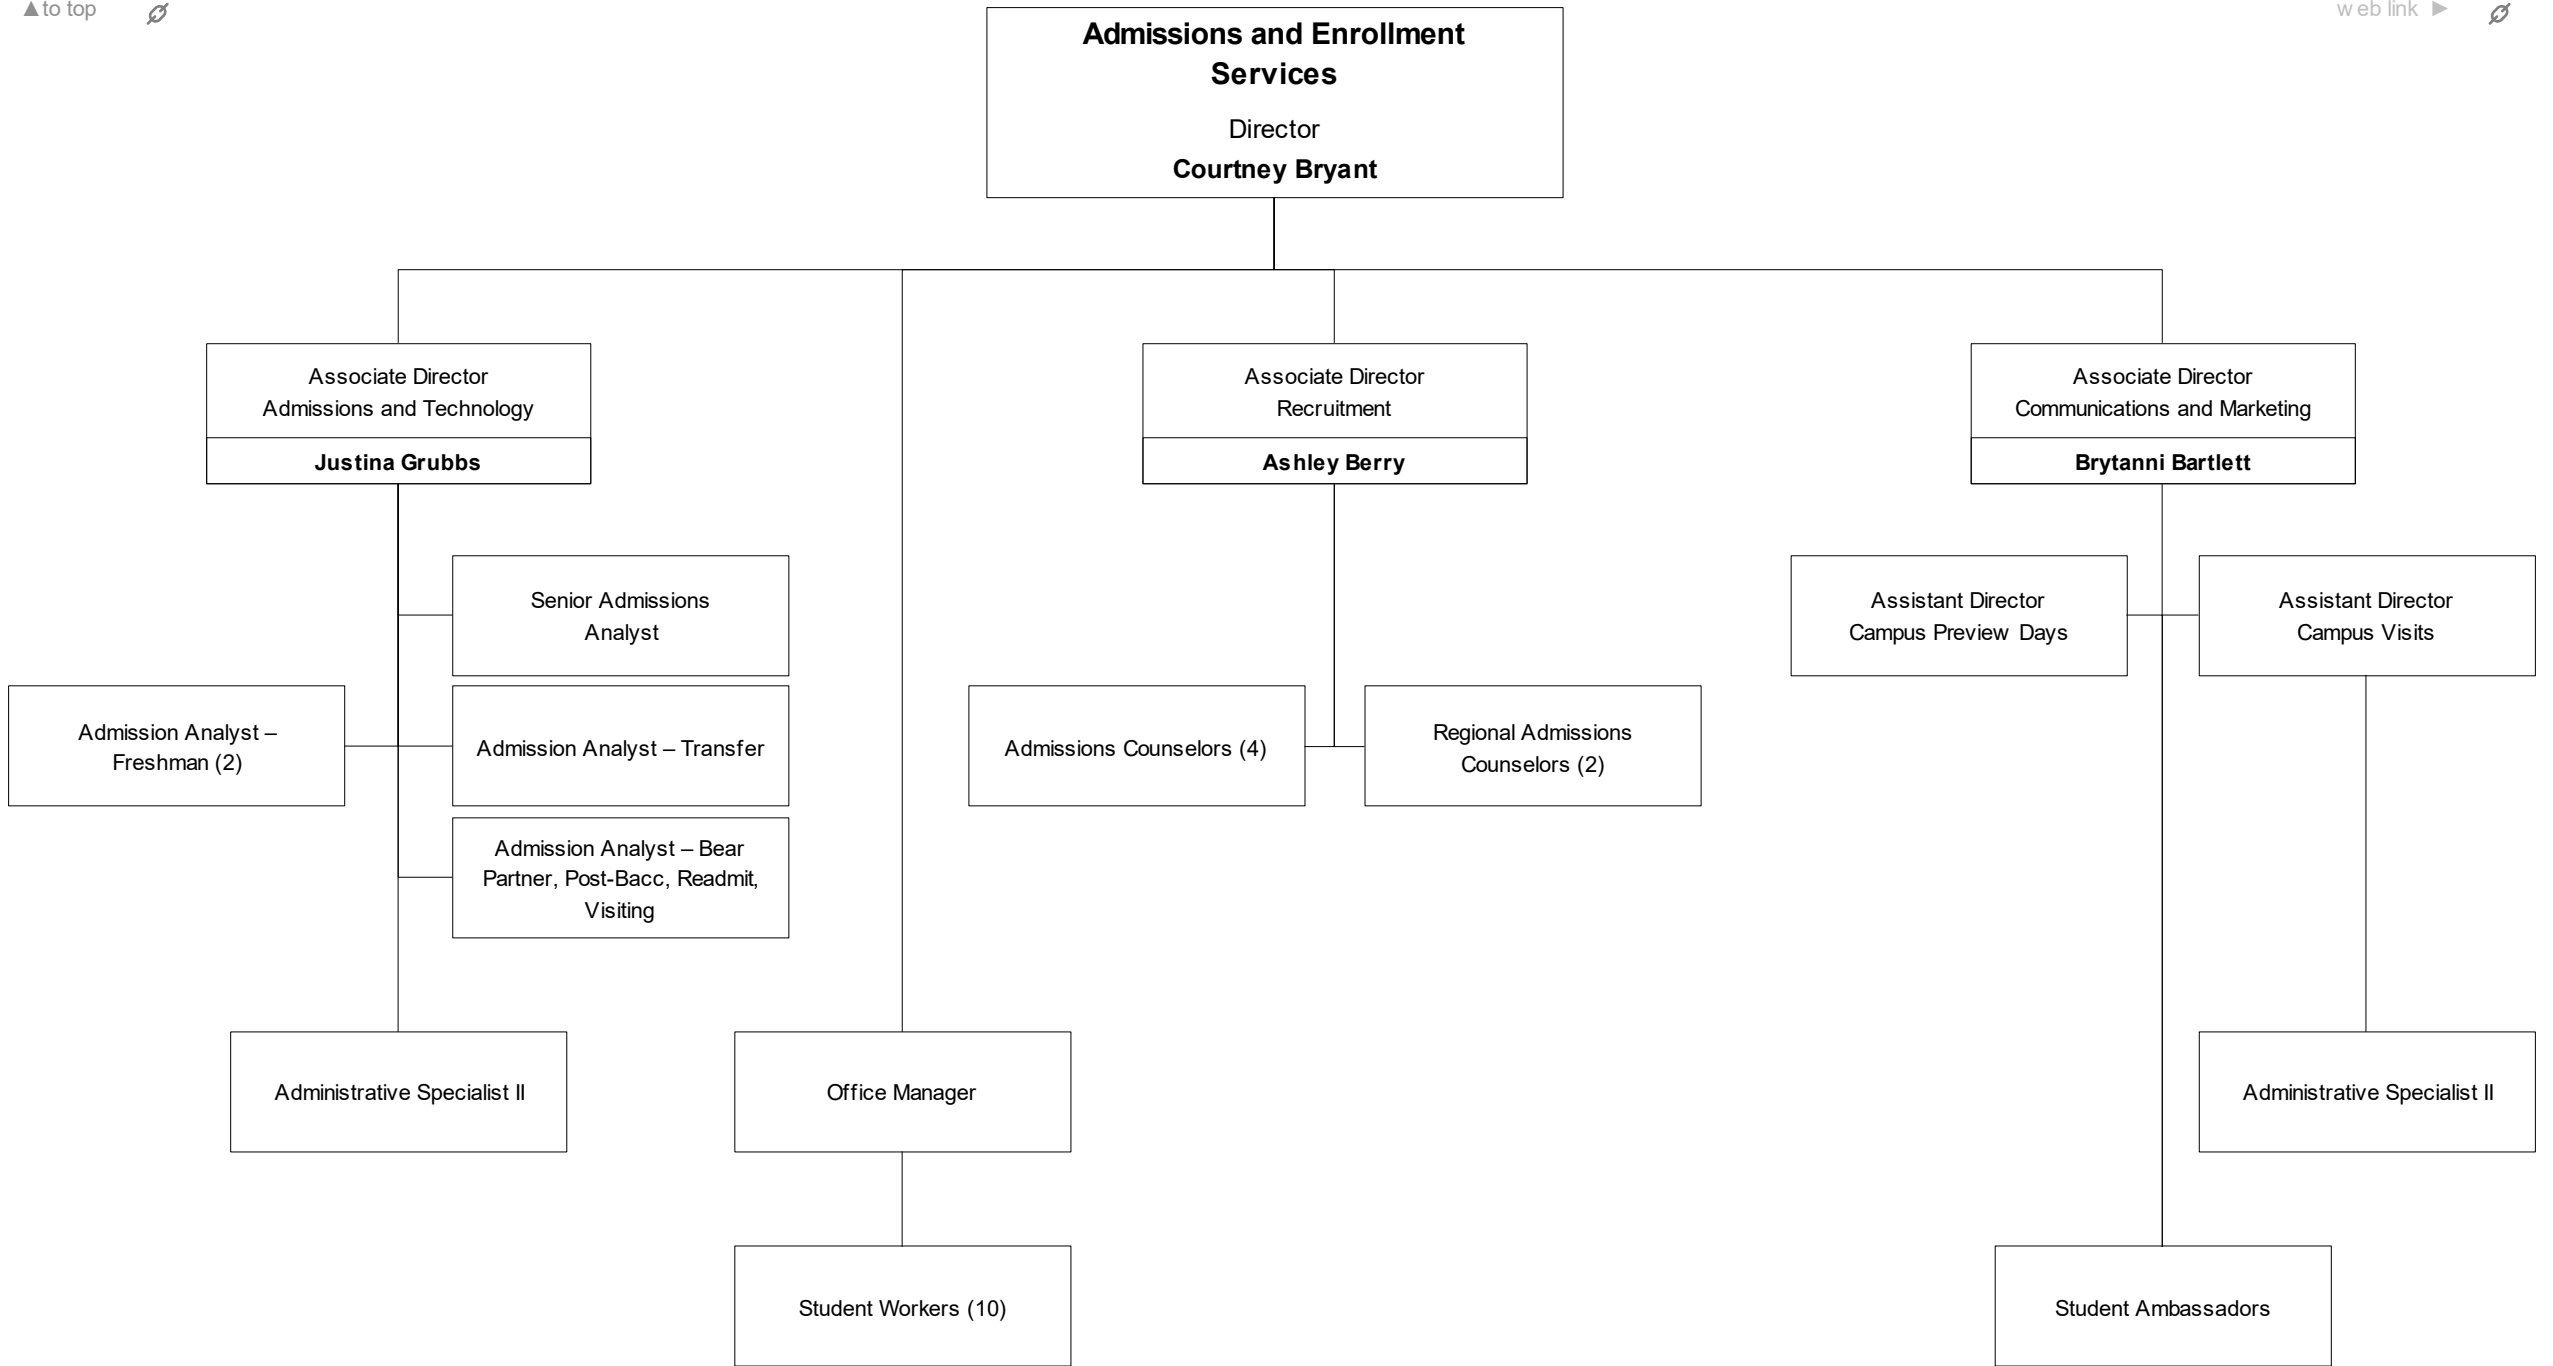 ▲to top
web link ►
Admissions and Enrollment
Services
Director
Courtney Bryant
Associate Director
Admissions and Technology
Justina Grubbs
Associate Director
Recruitment
Ashley Berry
Associate Director
Communications and Marketing
Brytanni Bartlett
Senior Admissions
Analyst
Assistant Director
Campus Preview Days
Assistant Director
Campus Visits
Admission Analyst –
Freshman (2)
Admission Analyst – Transfer
Admissions Counselors (4)
Regional Admissions
Counselors (2)
Admission Analyst – Bear
Partner, Post-Bacc, Readmit,
Visiting
Administrative Specialist II
Office Manager
Administrative Specialist II
Student Workers (10)
Student Ambassadors